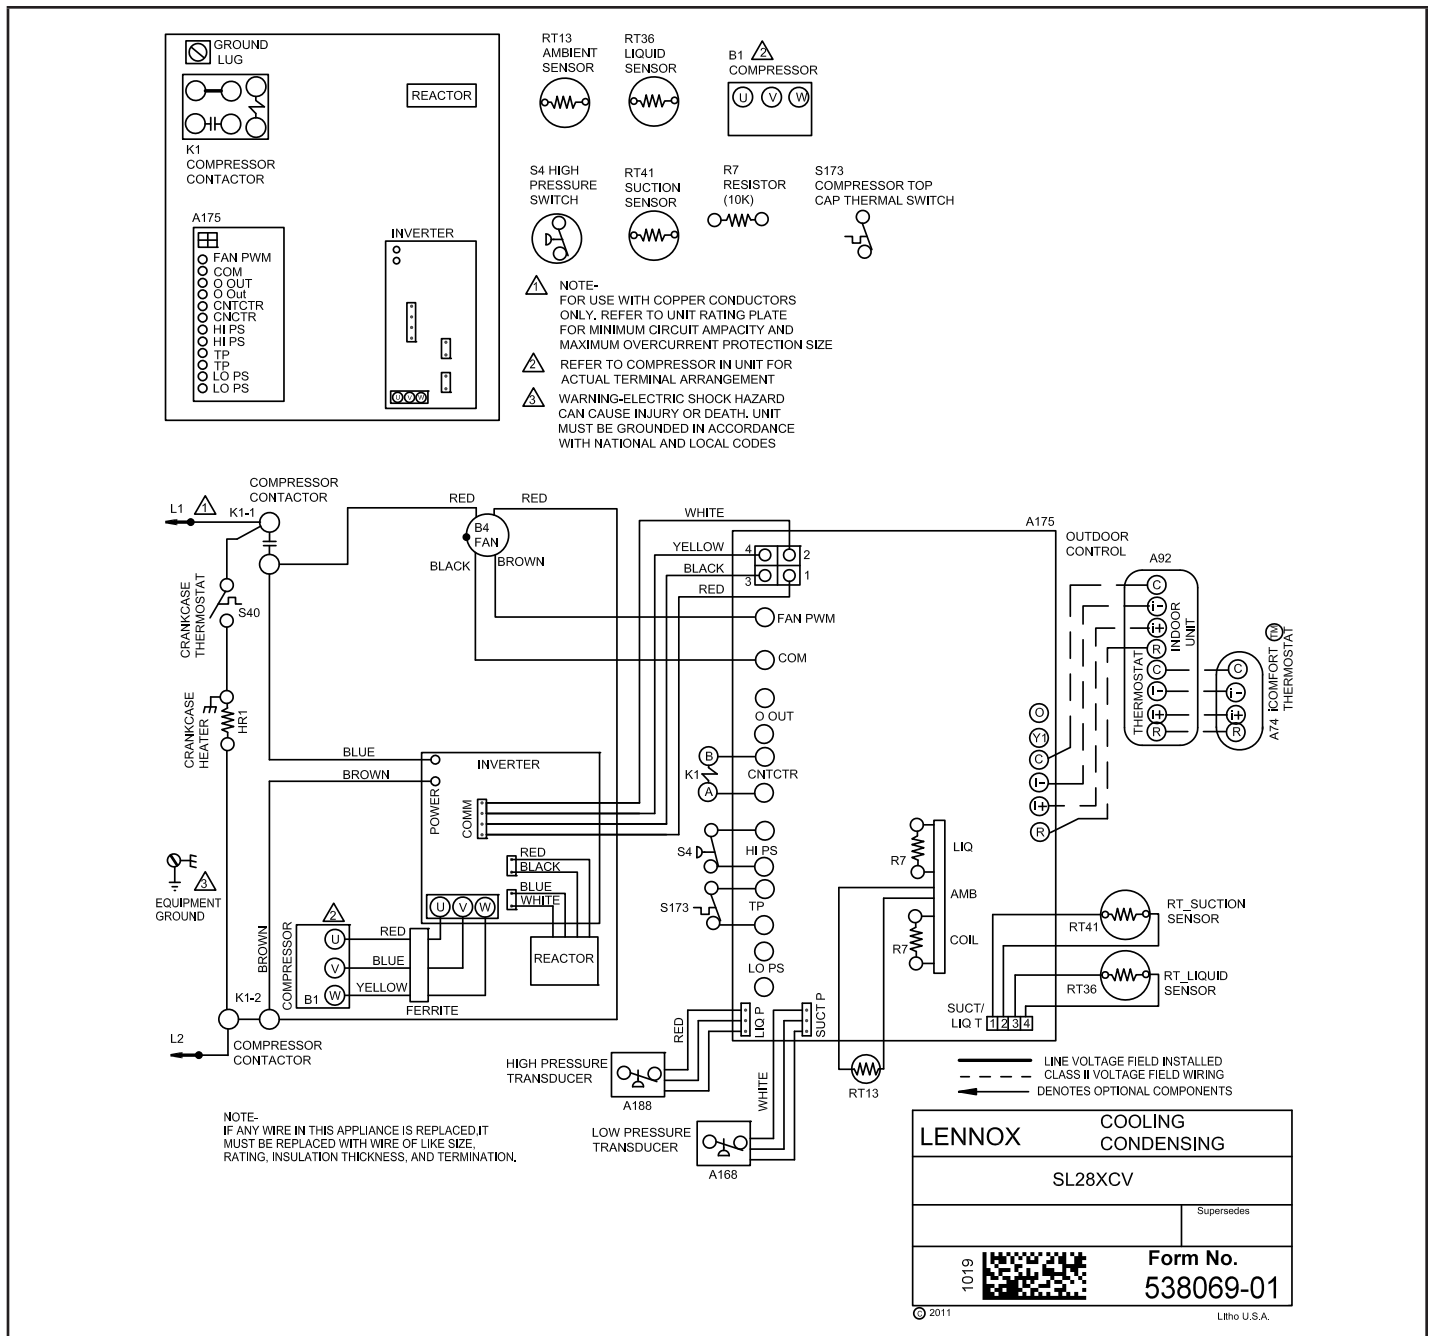 GROUND
LUG
REACTOR
K1
COMPRESSOR
CONTACTOR
A175
FAN PWM
COM
O OUT
O Out
CNTCTR
CNCTR
HI PS
HI PS
TP
TP
LO PS
LO PS
INVERTER
U V W
RT13
AMBIENT
SENSOR
RT36
LIQUID
SENSOR
B1 2
COMPRESSOR
U V W
S4 HIGH
PRESSURE
SWITCH
RT41
SUCTION
SENSOR
R7
RESISTOR
(10K)
S173
COMPRESSOR TOP
CAP THERMAL SWITCH
1 NOTE-
FOR USE WITH COPPER CONDUCTORS
ONLY. REFER TO UNIT RATING PLATE
FOR MINIMUM CIRCUIT AMPACITY AND
MAXIMUM OVERCURRENT PROTECTION SIZE
2 REFER TO COMPRESSOR IN UNIT FOR
ACTUAL TERMINAL ARRANGEMENT
3 WARNING-ELECTRIC SHOCK HAZARD
CAN CAUSE INJURY OR DEATH. UNIT
MUST BE GROUNDED IN ACCORDANCE
WITH NATIONAL AND LOCAL CODES
COMPRESSOR
CONTACTOR
L1 1
K1-1
RED
RED
B4
FAN
BLACK
BROWN
CRANKCASE
THERMOSTAT
S40
CRANKCASE
HEATER
HR1
BLUE
BROWN
INVERTER
POWER
COMM
RED
BLACK
BLUE
WHITE
U V W
REACTOR
EQUIPMENT
GROUND
3
BROWN
COMPRESSOR
2
U
V
W
B1
RED
BLUE
YELLOW
FERRITE
K1-2
L2
COMPRESSOR
CONTACTOR
WHITE
YELLOW
BLACK
RED
4 2
3 1
FAN PWM
COM
O OUT
B
K1
A
CNTCTR
S4
HI PS
S173
TP
LO PS
LIQ P
SUCT P
RED
WHITE
HIGH PRESSURE
TRANSDUCER
A188
LOW PRESSURE
TRANSDUCER
A168
RT13
R7
LIQ
AMB
R7
COIL
A175
OUTDOOR
CONTROL
O
Y1
C
I-
I+
R
A92
C
i-
i+
R
C
I-
I+
R
INDOOR
UNIT
THERMOSTAT
C
i-
i+
R
A74 iCOMFORT TM
THERMOSTAT
RT41
RT_SUCTION
SENSOR
RT36
RT_LIQUID
SENSOR
SUCT/
LIQ T
1 2 3 4
LINE VOLTAGE FIELD INSTALLED
CLASS II VOLTAGE FIELD WIRING
DENOTES OPTIONAL COMPONENTS
NOTE-
IF ANY WIRE IN THIS APPLIANCE IS REPLACED,IT
MUST BE REPLACED WITH WIRE OF LIKE SIZE,
RATING, INSULATION THICKNESS, AND TERMINATION.
LENNOX
COOLING
CONDENSING
SL28XCV
Supersedes
1019
Form No.
538069-01
© 2011
Litho U.S.A.